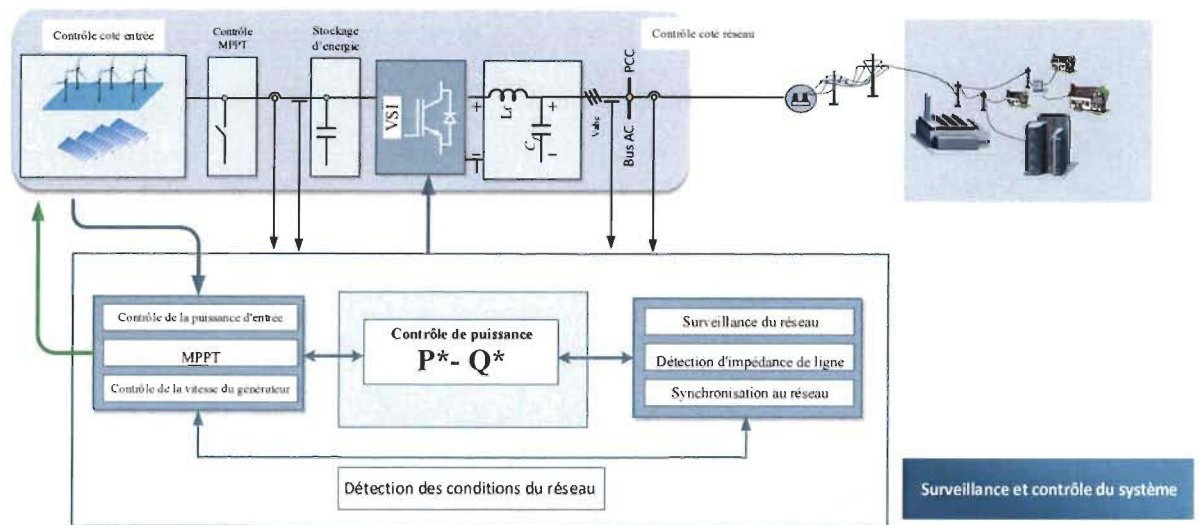 Contrôle coté entrée
Contrôle
MPPT
Stockage
d'energie
Contrôle coté réseau
VSI
+
=
Lf
+
C
-
Vabc
Bus AC
PCC
Contrôle de la puissance d'entrée
MPPT
Contrôle de la vitesse du générateur
Contrôle de puissance
P*- Q*
Surveillance du réseau
Détection d'impédance de ligne
Synchronisation au réseau
Détection des conditions du réseau
Surveillance et contrôle du système